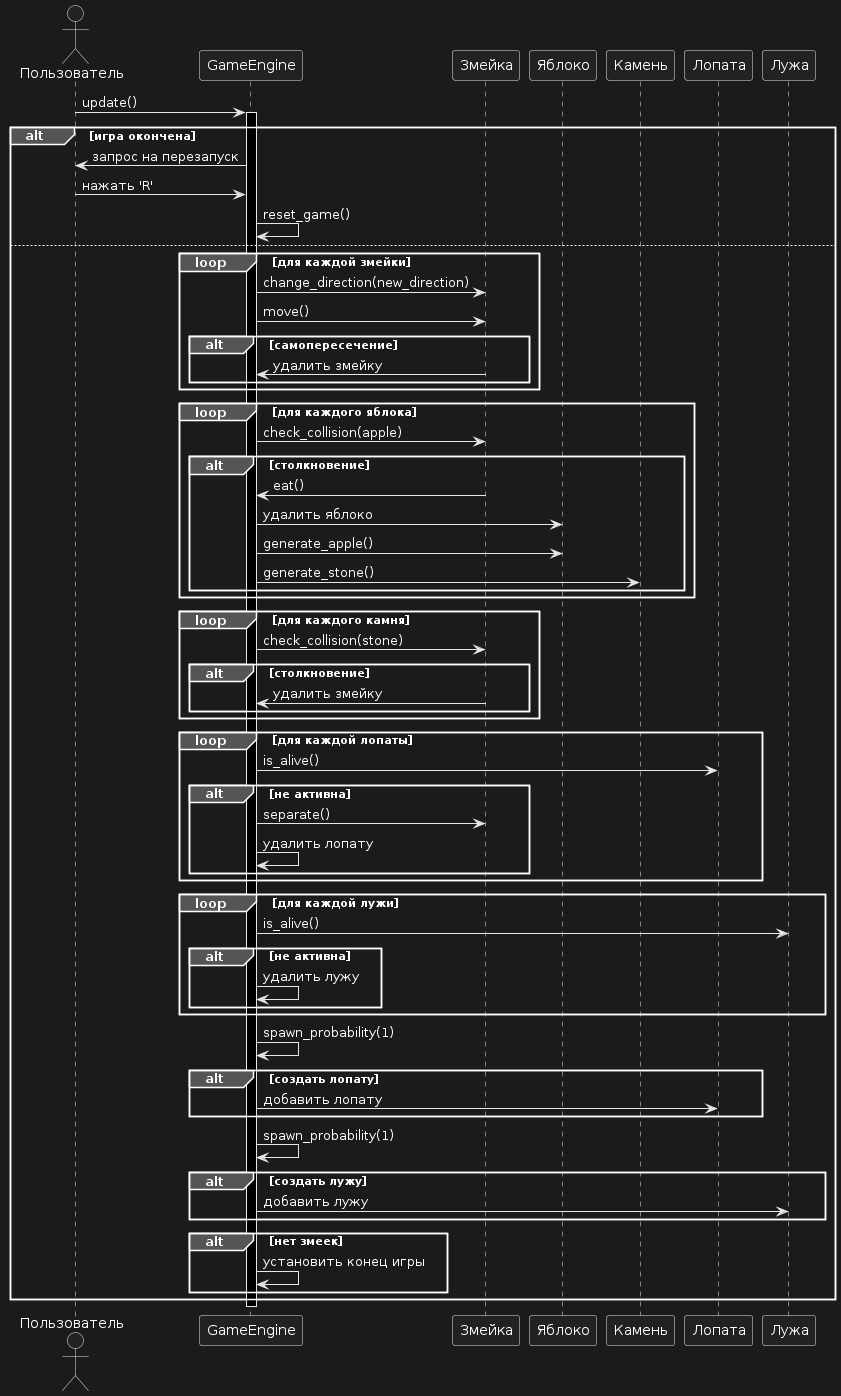 Пользователь
GameEngine
Змейка
Яблоко
Камень
Лопата
Лужа
update()
alt
[игра окончена]
запрос на перезапуск
нажать 'R'
reset_game()
loop
[для каждой змейки]
change_direction(new_direction)
move()
alt
[самопересечение]
удалить змейку
loop
[для каждого яблока]
check_collision(apple)
alt
[столкновение]
eat()
удалить яблоко
generate_apple()
generate_stone()
loop
[для каждого камня]
check_collision(stone)
alt
[столкновение]
удалить змейку
loop
[для каждой лопаты]
is_alive()
alt
[не активна]
separate()
удалить лопату
loop
[для каждой лужи]
is_alive()
alt
[не активна]
удалить лужу
spawn_probability(1)
alt
[создать лопату]
добавить лопату
spawn_probability(1)
alt
[создать лужу]
добавить лужу
alt
[нет змеек]
установить конец игры
Пользователь
GameEngine
Змейка
Яблоко
Камень
Лопата
Лужа